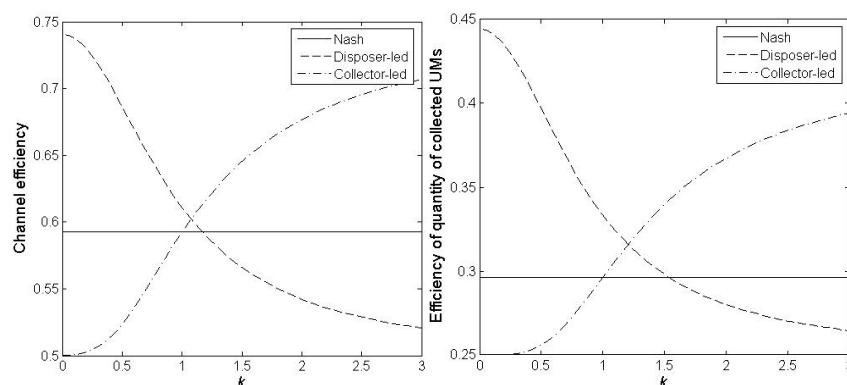 Channel efficiency
0.75
0.7
0.65
0.6
0.55
0.5
0
0.5
1
1.5
2
2.5
3
k
Nash
Disposer-led
Collector-led
Efficiency of quantity of collected UMs
0.45
0.4
0.35
0.3
0.25
0
0.5
1
1.5
2
2.5
3
k
Nash
Disposer-led
Collector-led